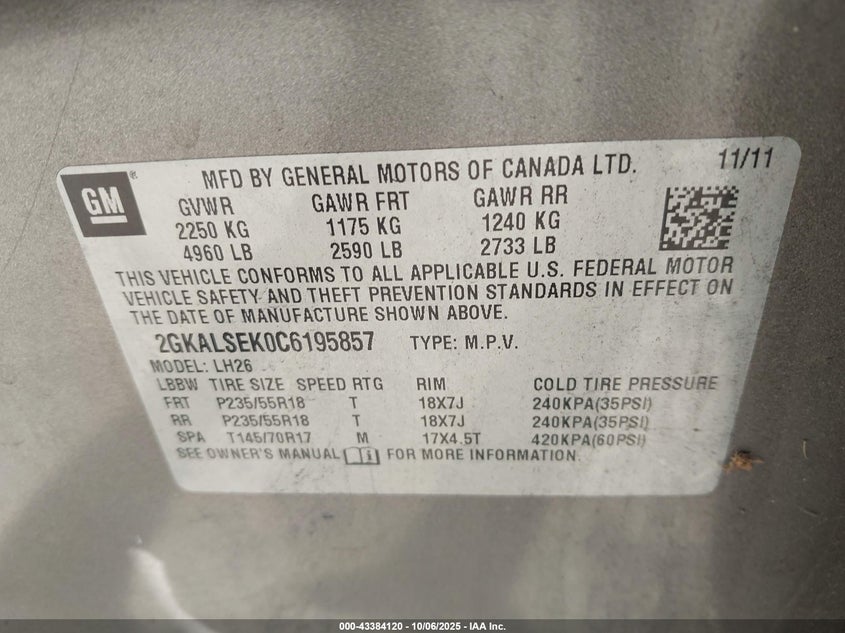 GM
MFD BY GENERAL MOTORS OF CANADA LTD.
11/11
GVWR GAWR FRT GAWR RR
2250 KG 1175 KG 1240 KG
4960 LB 2590 LB 2733 LB
THIS VEHICLE CONFORMS TO ALL APPLICABLE U.S. FEDERAL MOTOR
VEHICLE SAFETY AND THEFT PREVENTION STANDARDS IN EFFECT ON
THE DATE OF MANUFACTURE SHOWN ABOVE.
2GKALSEK0C6195857 TYPE: M.P.V.
MODEL: LH26
LBBW TIRE SIZE SPEED RTG RIM COLD TIRE PRESSURE
FRT P235/55R18 T 18X7J 240KPA(35PSI)
RR P235/55R18 T 18X7J 240KPA(35PSI)
SPA T145/70R17 M 17X4.5T 420KPA(60PSI)
SEE OWNER'S MANUAL FOR MORE INFORMATION.
000-43384120 - 10/06/2025 - IAA Inc.